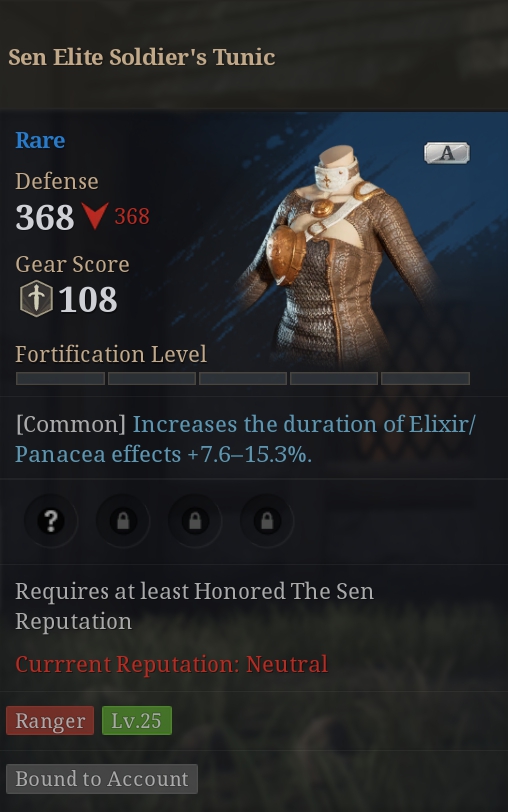 Sen Elite Soldier's Tunic
Rare
A
Defense
368 368
Gear Score
108
Fortification Level
[Common] Increases the duration of Elixir/
Panacea effects +7.6–15.3%.
?
Requires at least Honored The Sen
Reputation
Currrent Reputation: Neutral
Ranger Lv.25
Bound to Account